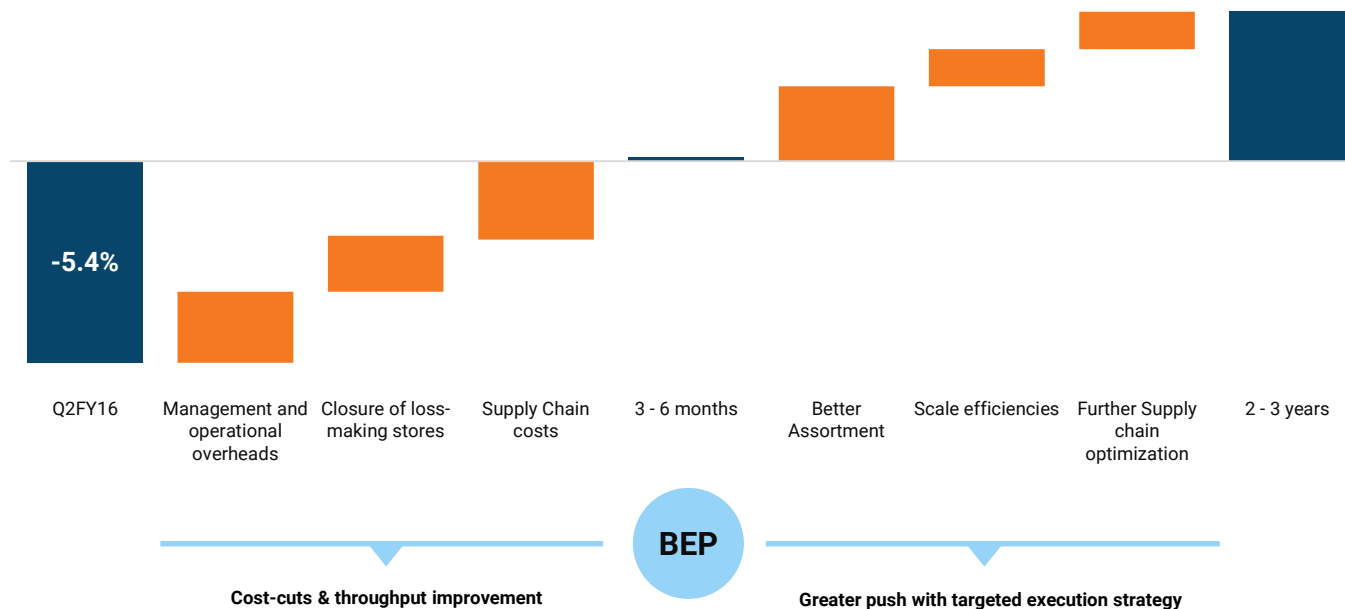 -5.4%
Q2FY16
Management and
operational
overheads
Closure of loss-
making stores
Supply Chain
costs
3 - 6 months
Better
Assortment
Scale efficiencies
Further Supply
chain
optimization
2 - 3 years
BEP
Cost-cuts & throughput improvement
Greater push with targeted execution strategy